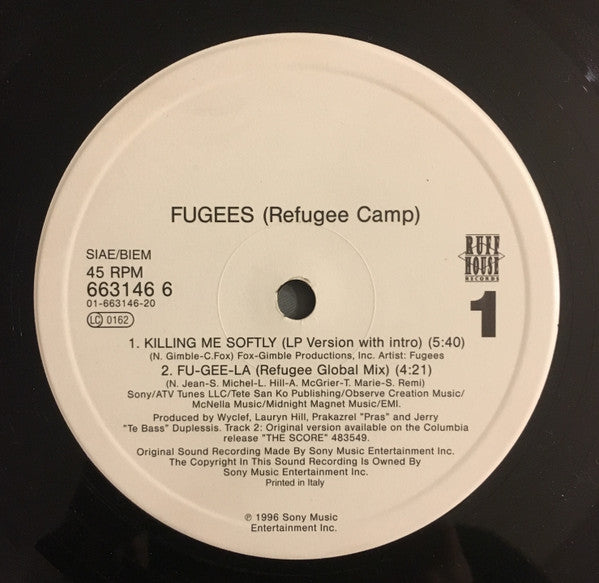 FUGEES (Refugee Camp)
SIAE/BIEM
45 RPM
663146 6
01-663146-20
LC 0162
RUFF
HOUSE
RECORDS
1
1. KILLING ME SOFTLY (LP Version with intro) (5:40)
(N. Gimble-C.Fox) Fox-Gimble Productions, Inc. Artist: Fugees
2. FU-GEE-LA (Refugee Global Mix) (4:21)
(N. Jean-S. Michel-L. Hill-A. McGrier-T. Marie-S. Remi)
Sony/ATV Tunes LLC/Tete San Ko Publishing/Observe Creation Music/
McNella Music/Midnight Magnet Music/EMI.
Produced by Wyclef, Lauryn Hill, Prakazrel "Pras" and Jerry
"Te Bass" Duplessis. Track 2: Original version available on the Columbia
release "THE SCORE" 483549.
Original Sound Recording Made By Sony Music Entertainment Inc.
The Copyright In This Sound Recording Is Owned By
Sony Music Entertainment Inc.
Printed in Italy
℗ 1996 Sony Music
Entertainment Inc.